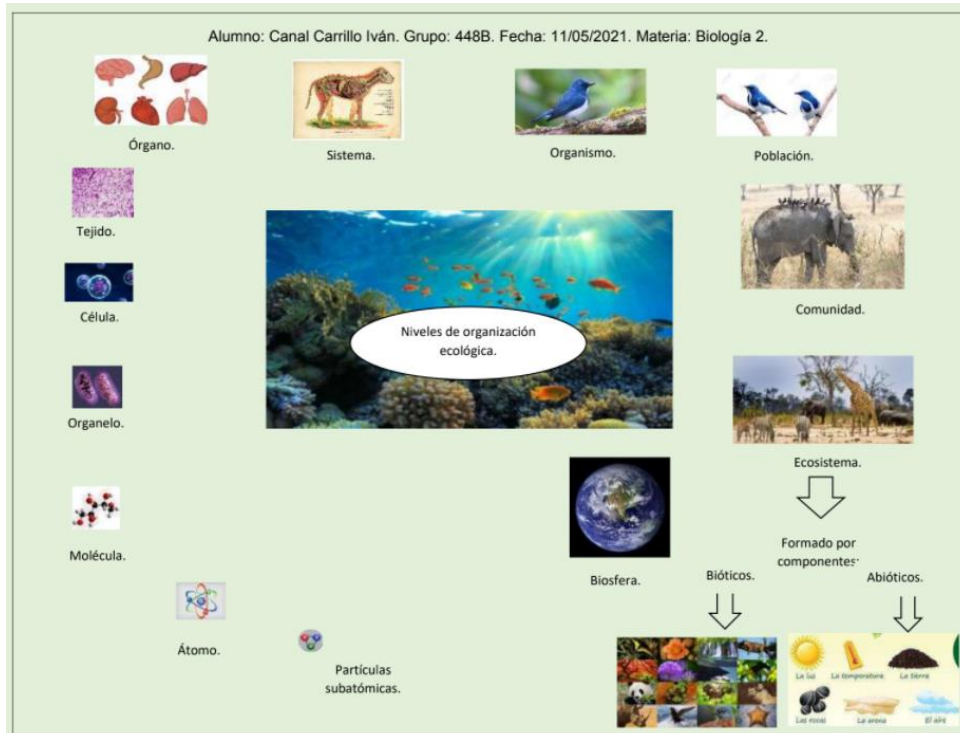 Alumno: Canal Carrillo Iván. Grupo: 448B. Fecha: 11/05/2021. Materia: Biología 2.
Órgano.
Sistema.
Organismo.
Población.
Tejido.
Célula.
Niveles de organización
ecológica.
Comunidad.
Organelo.
Ecosistema.
Molécula.
Formado por
componentes:
Biosfera.
Bióticos.
Abióticos.
Átomo.
Partículas
subatómicas.
La luz
La temperatura
La tierra
Las rocas
La arena
El aire